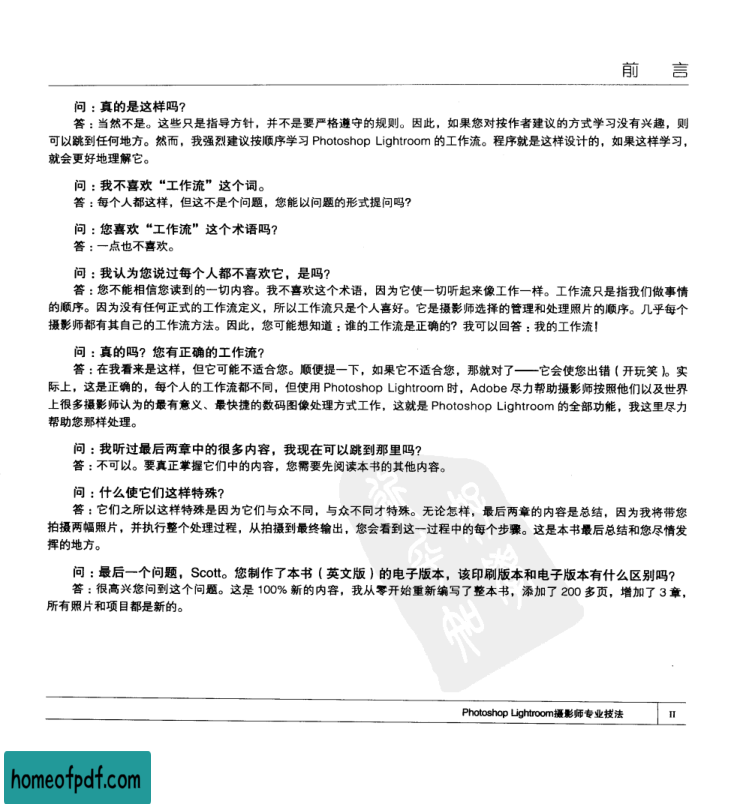 前 言
问：真的是这样吗？
答：当然不是。这些只是指导方针，并不是要严格遵守的规则。因此，如果您对按作者建议的方式学习没有兴趣，则
可以跳到任何地方。然而，我强烈建议按顺序学习 Photoshop Lightroom 的工作流。程序就是这样设计的，如果这样学习，
就会更好地理解它。
问：我不喜欢“工作流”这个词。
答：每个人都这样，但这不是个问题，您能以问题的形式提问吗？
问：您喜欢“工作流”这个术语吗？
答：一点也不喜欢。
问：我认为您说过每个人都不喜欢它，是吗？
答：您不能相信您读到的一切内容。我不喜欢这个术语，因为它使一切听起来像工作一样。工作流只是指我们做事情
的顺序。因为没有任何正式的工作流定义，所以工作流只是个人喜好。它是摄影师选择的管理和处理照片的顺序。几乎每个
摄影师都有其自己的工作流方法。因此，您可能想知道：谁的工作流是正确的？我可以回答：我的工作流！
问：真的吗？您有正确的工作流？
答：在我看来是这样，但它可能不适合您。顺便提一下，如果它不适合您，那就对了——它会使您出错（开玩笑）。实
际上，这是正确的，每个人的工作流都不同，但使用 Photoshop Lightroom 时，Adobe 尽力帮助摄影师按照他们以及世界
上很多摄影师认为的最有意义、最快捷的数码图像处理方式工作，这就是 Photoshop Lightroom 的全部功能，我这里尽力
帮助您那样处理。
问：我听过最后两章中的很多内容，我现在可以跳到那里吗？
答：不可以。要真正掌握它们中的内容，您需要先阅读本书的其他内容。
问：什么使它们这样特殊？
答：它们之所以这样特殊是因为它们与众不同，与众不同才特殊。无论怎样，最后两章的内容是总结，因为我将带您
拍摄两幅照片，并执行整个处理过程，从拍摄到最终输出，您会看到这一过程中的每个步骤。这是本书最后总结和您尽情发
挥的地方。
问：最后一个问题，Scott。您制作了本书（英文版）的电子版本，该印刷版本和电子版本有什么区别吗？
答：很高兴您问到这个问题。这是 100% 新的内容，我从零开始重新编写了整本书，添加了 200 多页，增加了 3 章，
所有照片和项目都是新的。
Photoshop Lightroom摄影师专业技法 II
homeofpdf.com